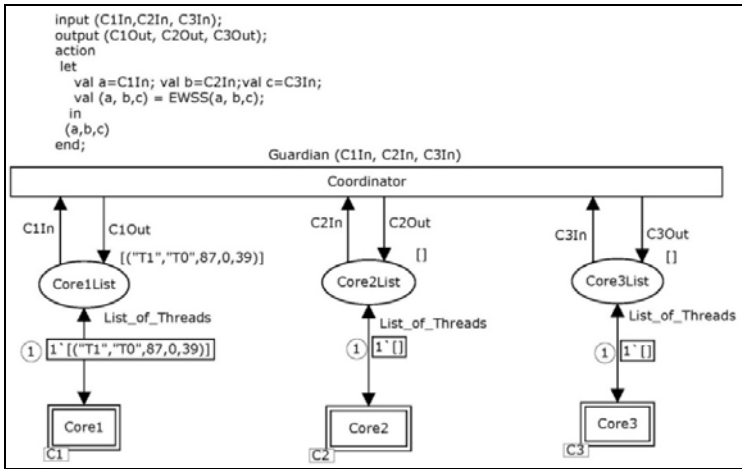 input (C1In,C2In, C3In);
output (C1Out, C2Out, C3Out);
action
let
val a=C1In; val b=C2In;val c=C3In;
val (a, b,c) = EWSS(a, b,c);
in
(a,b,c)
end;
Guardian (C1In, C2In, C3In)
Coordinator
C1In
C1Out
C2In
C2Out
C3In
C3Out
[("T1","T0",87,0,39)]
[]
[]
Core1List
Core2List
Core3List
List_of_Threads
List_of_Threads
List_of_Threads
1
1`[("T1","T0",87,0,39)]
1
1`[]
1
1`[]
Core1
C1
Core2
C2
Core3
C3